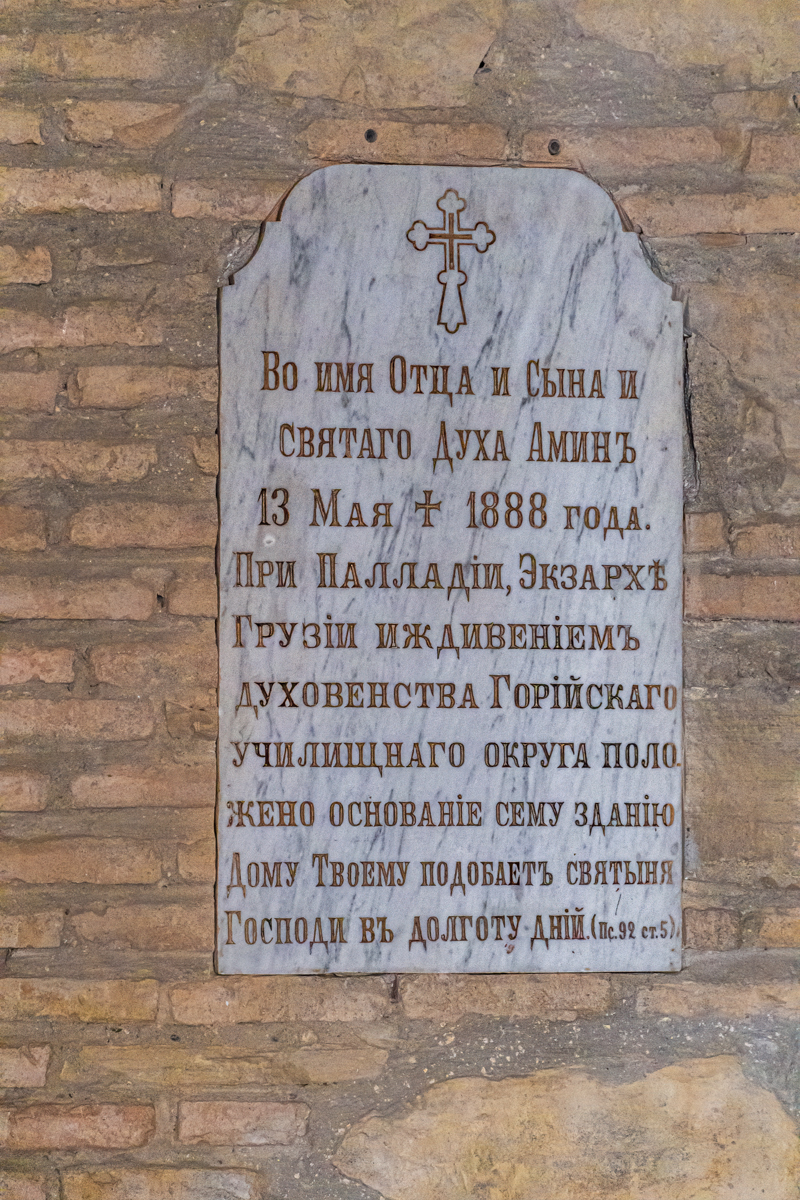 Во имя Отца и Сына и
святаго Духа Аминъ
13 Мая ✝ 1888 года.
При Палладіи, Экзархѣ
Грузіи иждивеніемъ
духовенства Горійскаго
училищнаго округа поло-
жено основаніе сему зданію
Дому Твоему подобаетъ святыня
Господи въ долготу дній. (Пс. 92 ст. 5).